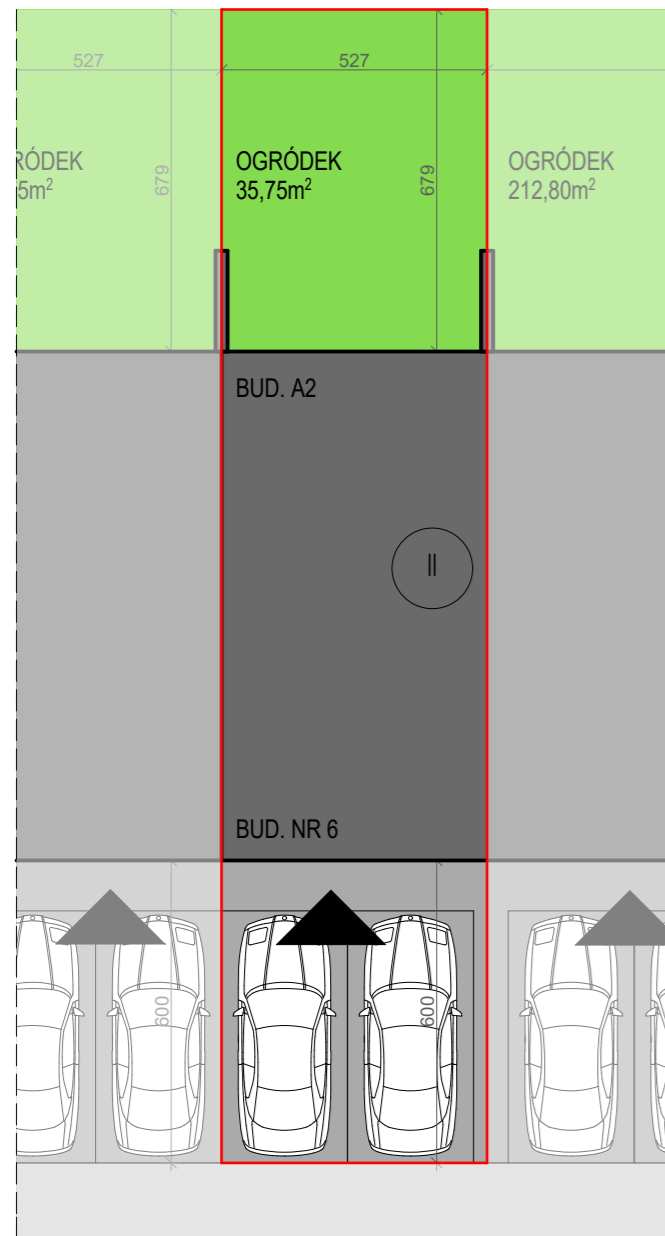 527
527
RÓDEK
5m²
679
OGRÓDEK
35,75m²
679
OGRÓDEK
212,80m²
BUD. A2
II
BUD. NR 6
600
600